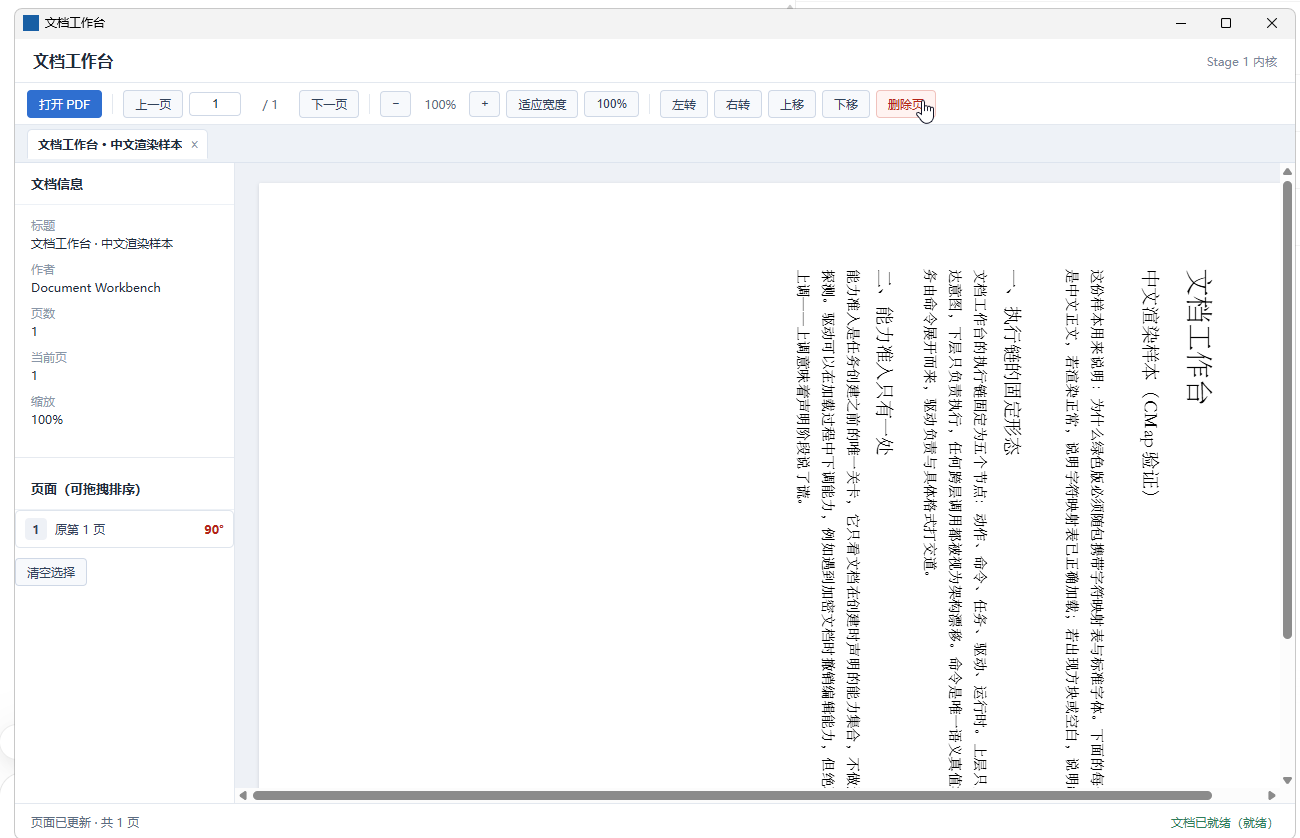 文档工作台
文档工作台
Stage 1 内核
打开 PDF
上一页
1
/ 1
下一页
−
100%
+
适应宽度
100%
左转
右转
上移
下移
删除页
文档工作台 · 中文渲染样本 ×
文档信息
标题
文档工作台 · 中文渲染样本
作者
Document Workbench
页数
1
当前页
1
缩放
100%
页面（可拖拽排序）
1 原第 1 页 90°
清空选择
文档工作台
中文渲染样本（CMap 验证）
这份样本用来说明：为什么绿色版必须随包携带字符映射表与标准字体。下面的每
是中文正文，若渲染正常，说明字符映射表已正确加载；若出现方块或空白，说明
一、执行链的固定形态
文档工作台的执行链固定为五个节点：动作、命令、任务、驱动、运行时。上层只
达意图，下层只负责执行，任何跨层调用都被视为架构漂移。命令是唯一语义真值
务由命令展开而来，驱动负责与具体格式打交道。
二、能力准入只有一处
能力准入是任务创建之前的唯一关卡，它只看文档在创建时声明的能力集合，不做
探测。驱动可以在加载过程中下调能力，例如遇到加密文档时撤销编辑能力，但绝
上调——上调意味着声明阶段说了谎。
页面已更新 · 共 1 页
文档已就绪（就绪）